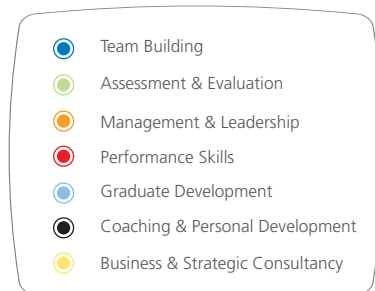 Team Building
Assessment & Evaluation
Management & Leadership
Performance Skills
Graduate Development
Coaching & Personal Development
Business & Strategic Consultancy